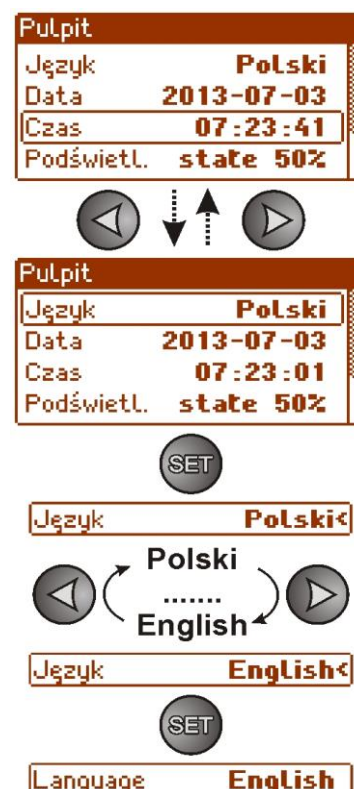 Pulpit
Język Polski
Data 2013-07-03
Czas 07:23:41
Podświetl. stałe 50%
Pulpit
Język Polski
Data 2013-07-03
Czas 07:23:01
Podświetl. stałe 50%
SET
Język Polski<
Polski
.......
English
Język English<
SET
Language English